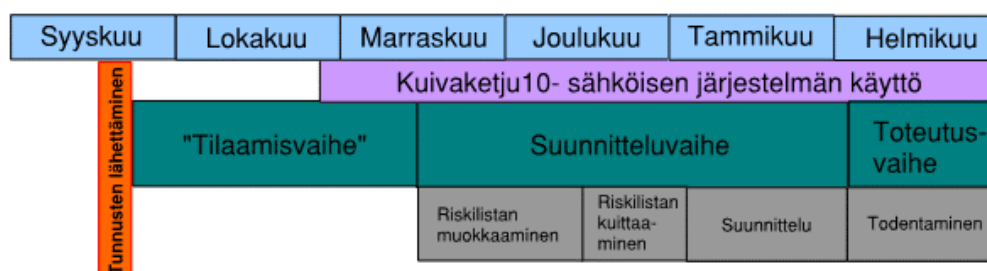 Syyskuu
Lokakuu
Marraskuu
Joulukuu
Tammikuu
Helmikuu
Kuivaketju10- sähköisen järjestelmän käyttö
Tunnusten lähettäminen
"Tilaamisvaihe"
Suunnitteluvaihe
Toteutus-
vaihe
Riskilistan
muokkaaminen
Riskilistan
kuittaa-
minen
Suunnittelu
Todentaminen